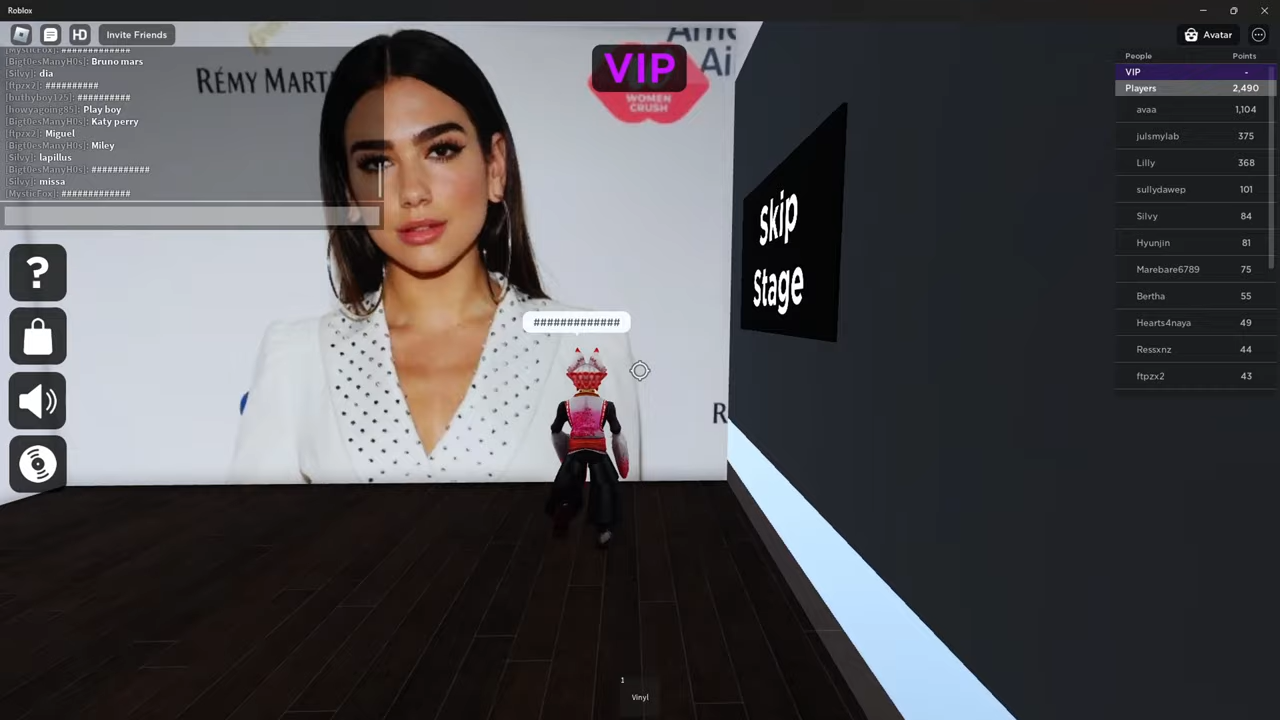 Roblox
HD
Invite Friends
Avatar
[MysticFox]: #############
[Bigt0esManyH0s]: Bruno mars
[Silvy]: dia
[ftpzx2]: ##########
##########
Play boy
[Bigt0esManyH0s]: Katy perry
[ftpzx2]: Miguel
[Bigt0esManyH0s]: Miley
[Silvy]: lapillus
[Bigt0esManyH0s]: ###########
[Silvy]: missa
[MysticFox]: #############
RÉMY MARTI
VIP
WOMEN
CRUSH
skip
Stage
?
#############
R
People Points
VIP -
Players 2,490
avaa 1,104
julsmylab 375
Lilly 368
sullydawep 101
Silvy 84
Hyunjin 81
Marebare6789 75
Bertha 55
Hearts4naya 49
Ressxnz 44
ftpzx2 43
1
Vinyl